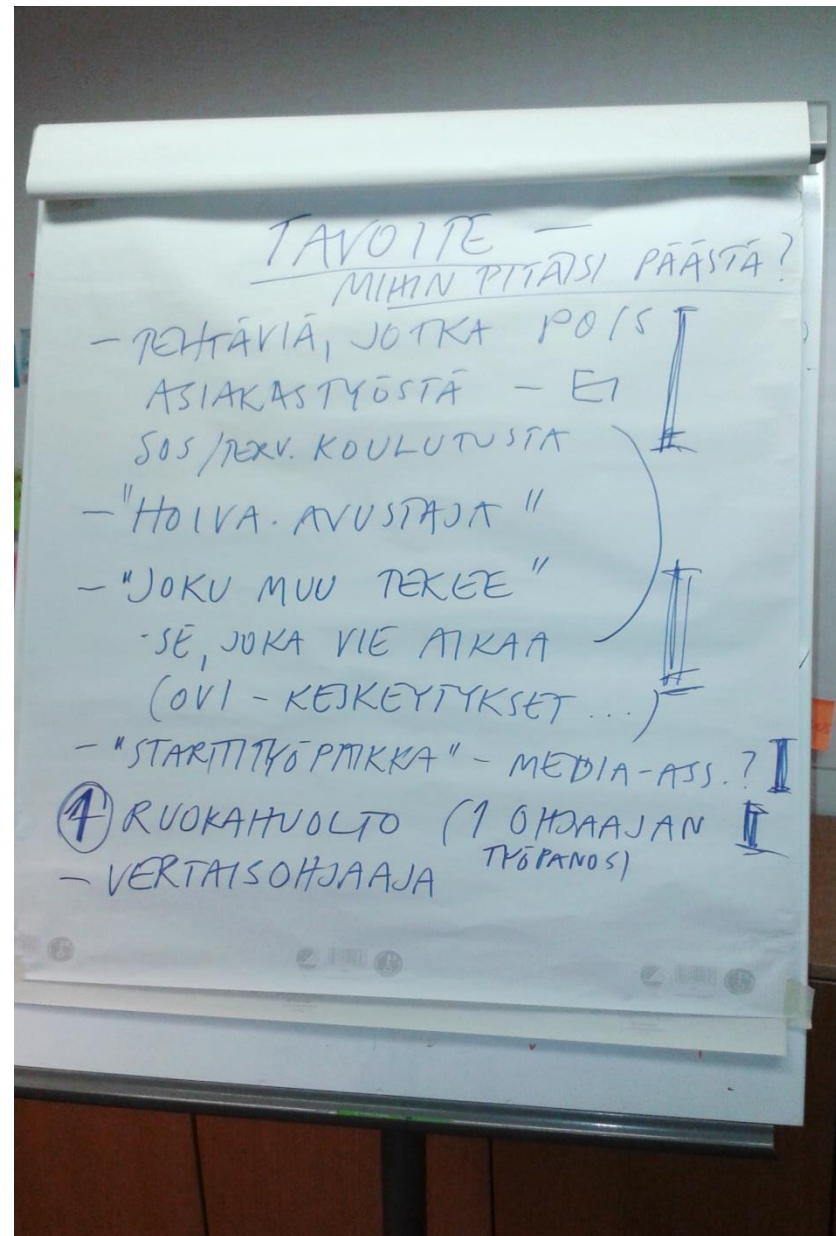 TAVOITE —
MIHIN PITÄISI PÄÄSTÄ?
- TEHTÄVIÄ, JOTKA POIS
ASIAKASTYÖSTÄ - EI
SOS/TERV. KOULUTUSTA
- "HOIVA-AVUSTAJA"
- "JOKU MUU TEKEE"
- SE, JOKA VIE AIKAA
(OVI - KESKEYTYKSET ...)
- "STARTTITYÖPAIKKA" - MEDIA-ASS.?
1 RUOKAHUOLTO (1 OHJAAJAN
TYÖPANOS)
- VERTAISOHJAAJA